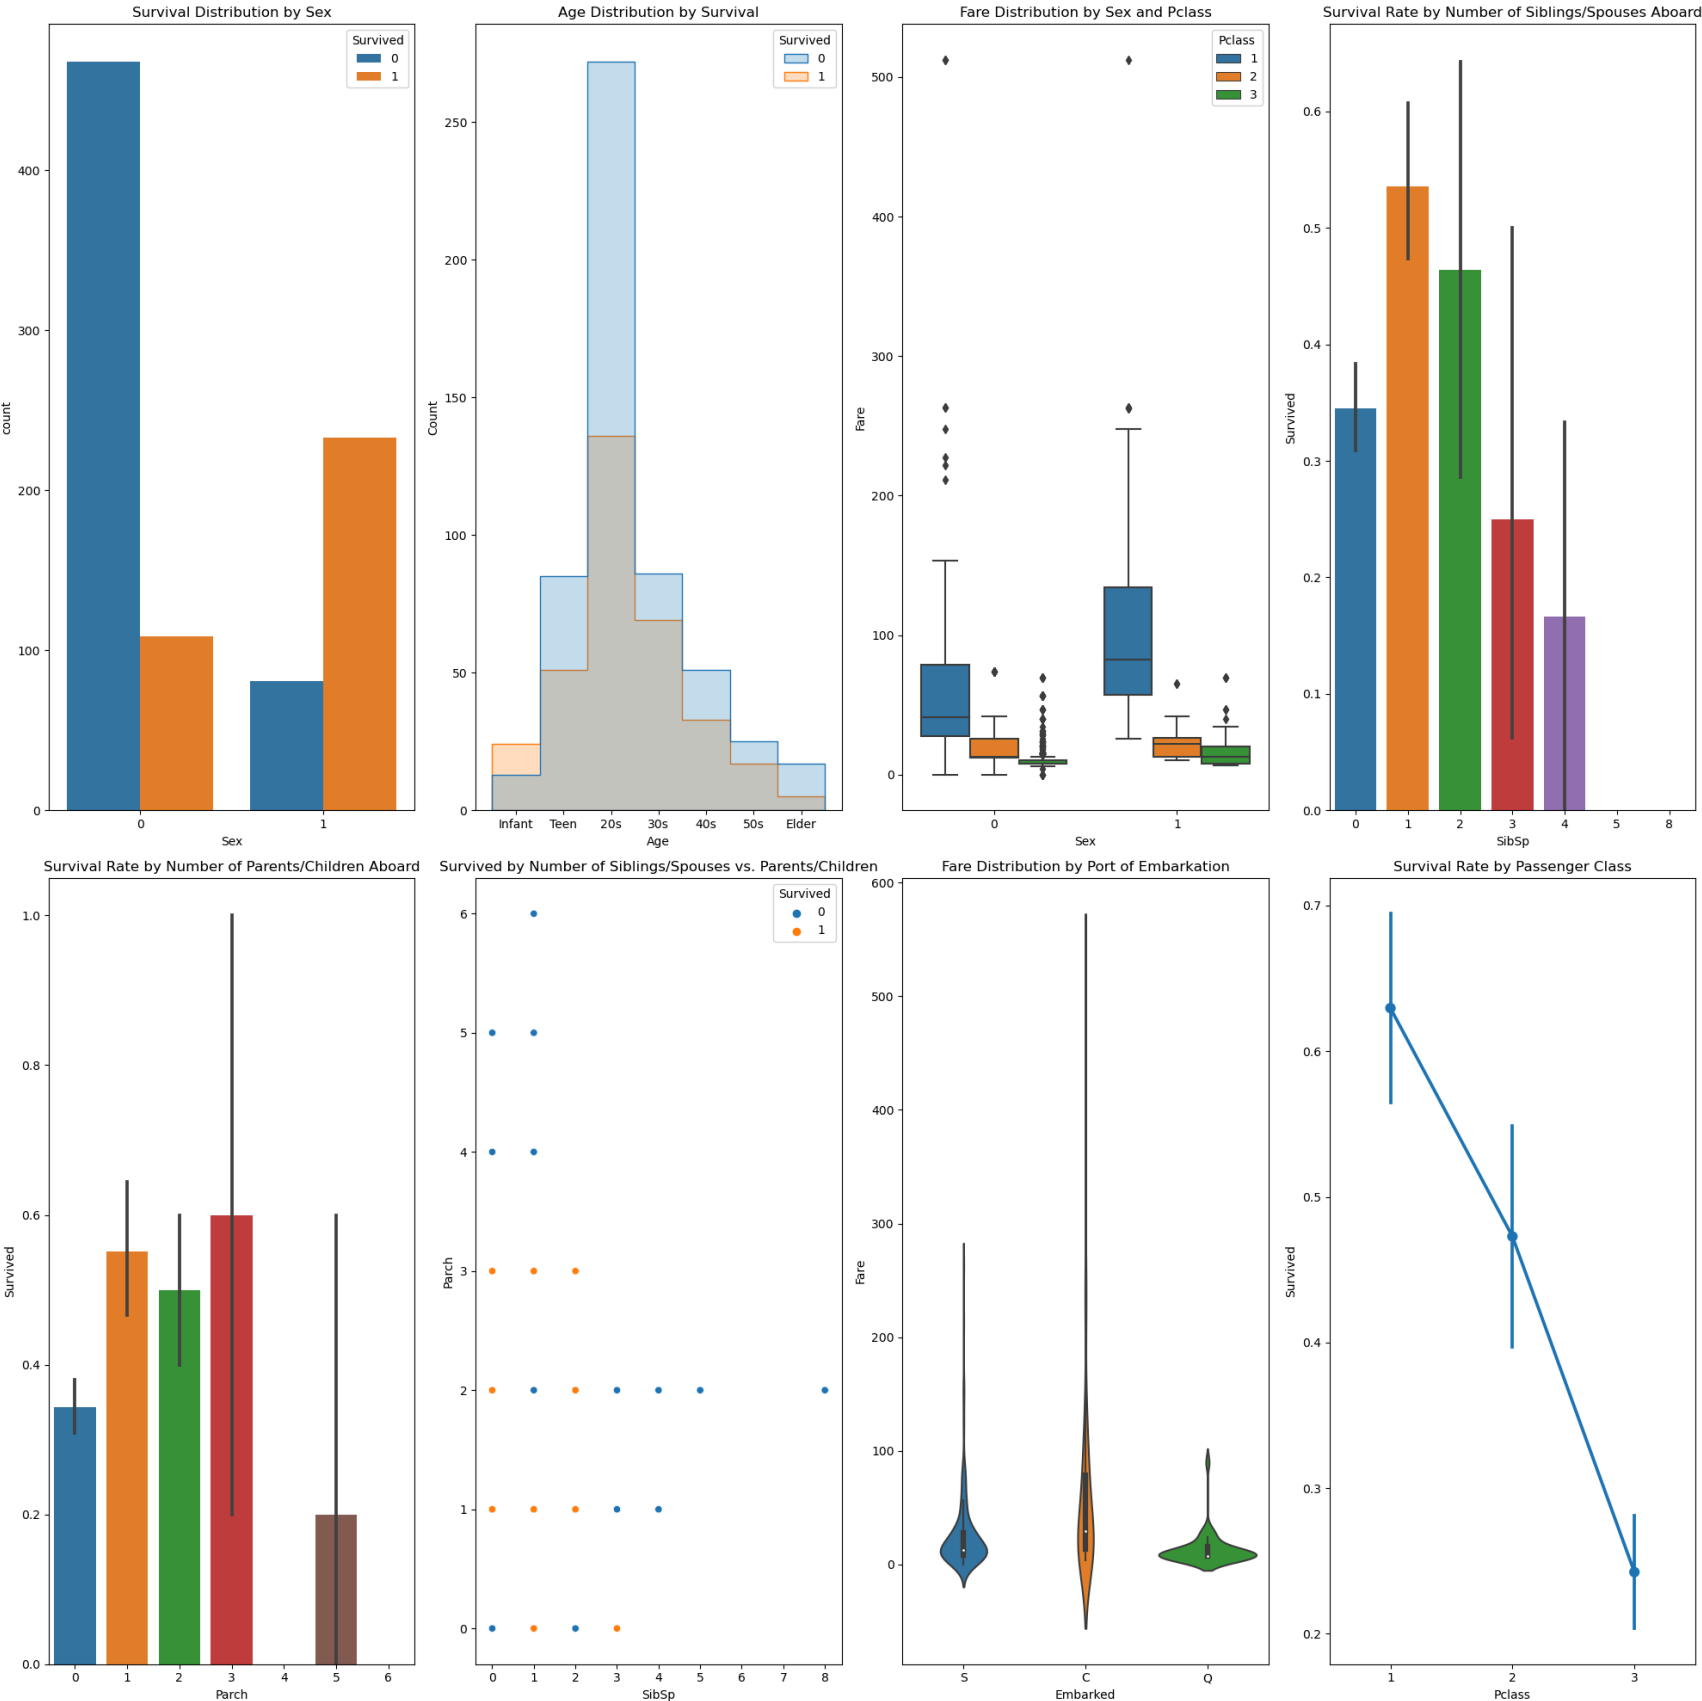 Survival Distribution by Sex
Survived
0
1
400
300
200
100
0
count
0 1
Sex
Age Distribution by Survival
Survived
0
1
250
200
150
100
50
0
Count
Infant Teen 20s 30s 40s 50s Elder
Age
Fare Distribution by Sex and Pclass
Pclass
1
2
3
500
400
300
200
100
0
Fare
0 1
Sex
Survival Rate by Number of Siblings/Spouses Aboard
0.6
0.5
0.4
0.3
0.2
0.1
0.0
Survived
0 1 2 3 4 5 8
SibSp
Survival Rate by Number of Parents/Children Aboard
1.0
0.8
0.6
0.4
0.2
0.0
Survived
0 1 2 3 4 5 6
Parch
Survived by Number of Siblings/Spouses vs. Parents/Children
Survived
0
1
6
5
4
3
2
1
0
Parch
0 1 2 3 4 5 6 7 8
SibSp
Fare Distribution by Port of Embarkation
600
500
400
300
200
100
0
Fare
S C Q
Embarked
Survival Rate by Passenger Class
0.7
0.6
0.5
0.4
0.3
0.2
Survived
1 2 3
Pclass